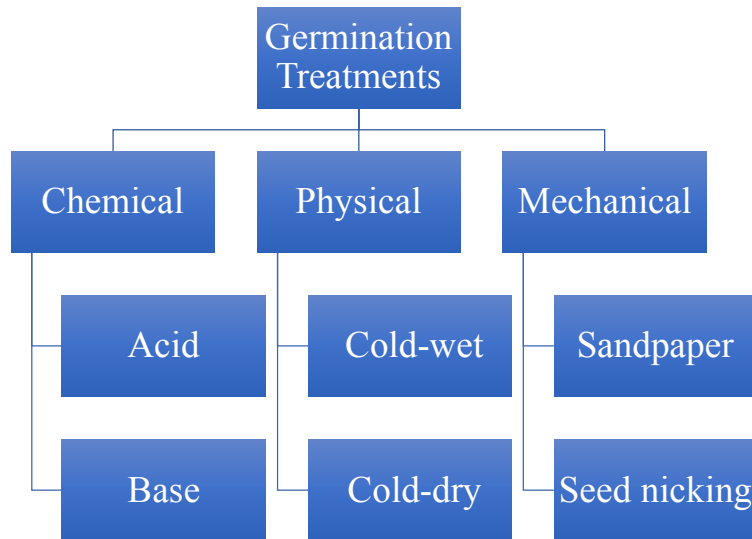 Germination
Treatments
Chemical
Physical
Mechanical
Acid
Cold-wet
Sandpaper
Base
Cold-dry
Seed nicking